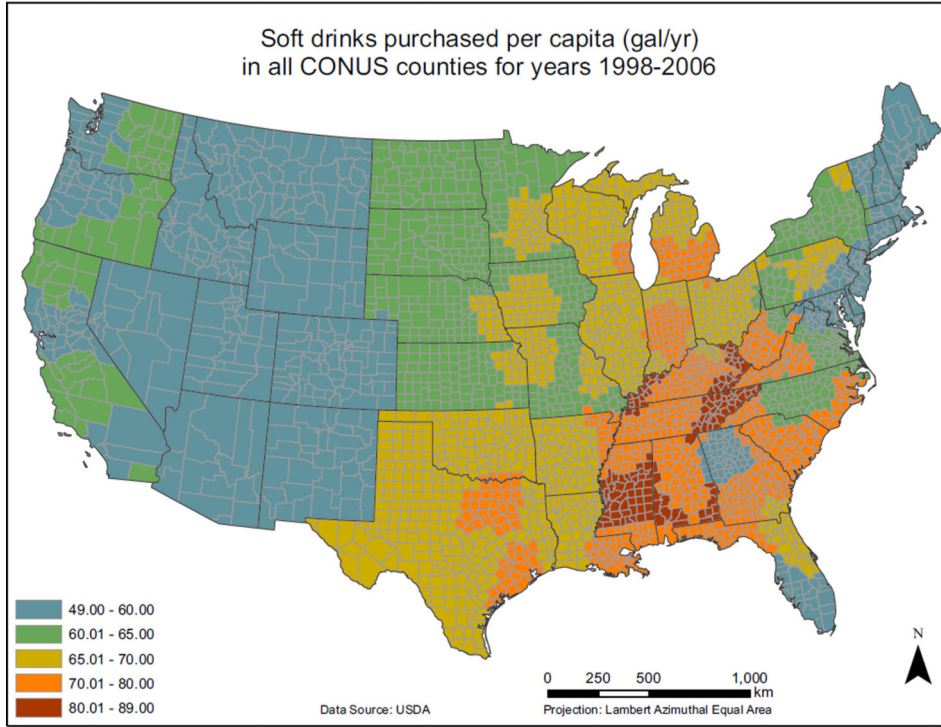 Soft drinks purchased per capita (gal/yr)
in all CONUS counties for years 1998-2006
49.00 - 60.00
60.01 - 65.00
65.01 - 70.00
70.01 - 80.00
80.01 - 89.00
Data Source: USDA
0 250 500 1,000
km
Projection: Lambert Azimuthal Equal Area
N